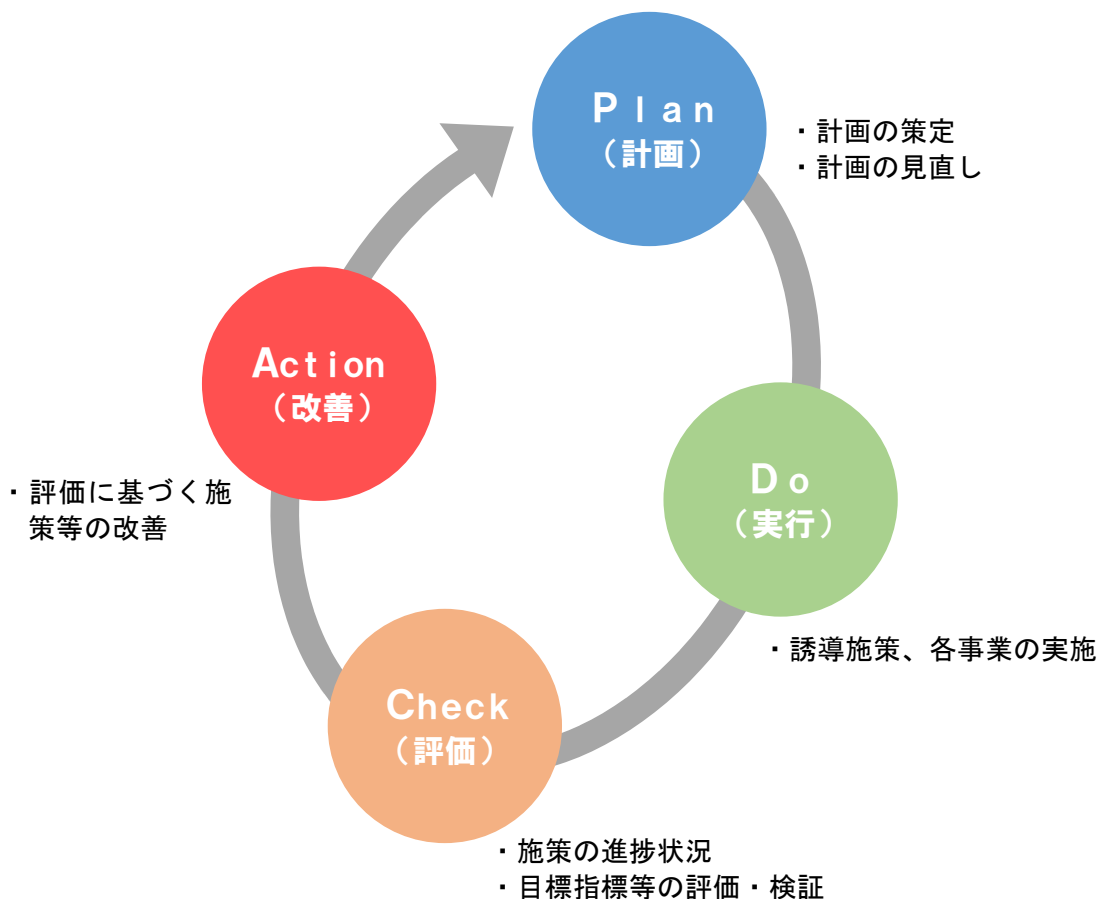 Plan
（計画）
・計画の策定
・計画の見直し
Do
（実行）
・誘導施策、各事業の実施
Check
（評価）
・施策の進捗状況
・目標指標等の評価・検証
Action
（改善）
・評価に基づく施
策等の改善